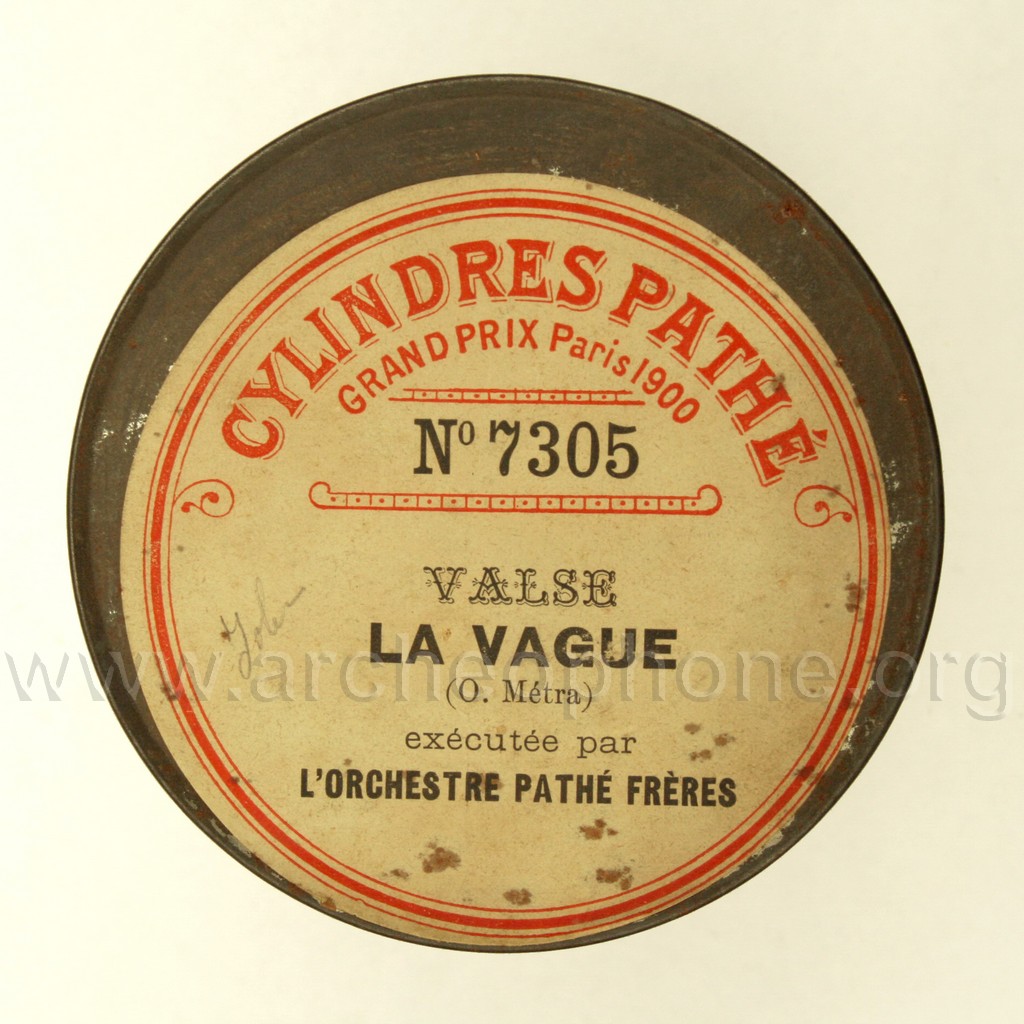 CYLINDRES PATHÉ
GRAND PRIX Paris 1900
Nº 7305
VALSE
LA VAGUE
(O. Métra)
exécutée par
L'ORCHESTRE PATHÉ FRÈRES
www.archeophone.org